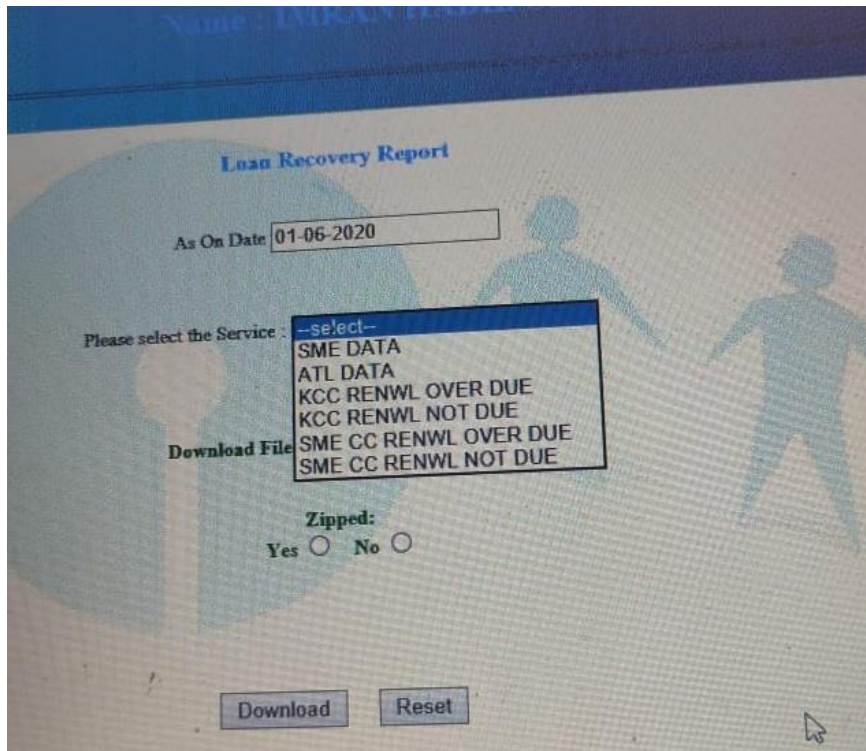 Name : IMRAN
Loan Recovery Report
As On Date 01-06-2020
Please select the Service : --select--
SME DATA
ATL DATA
KCC RENWL OVER DUE
KCC RENWL NOT DUE
SME CC RENWL OVER DUE
SME CC RENWL NOT DUE
Download File
Zipped:
Yes No
Download Reset